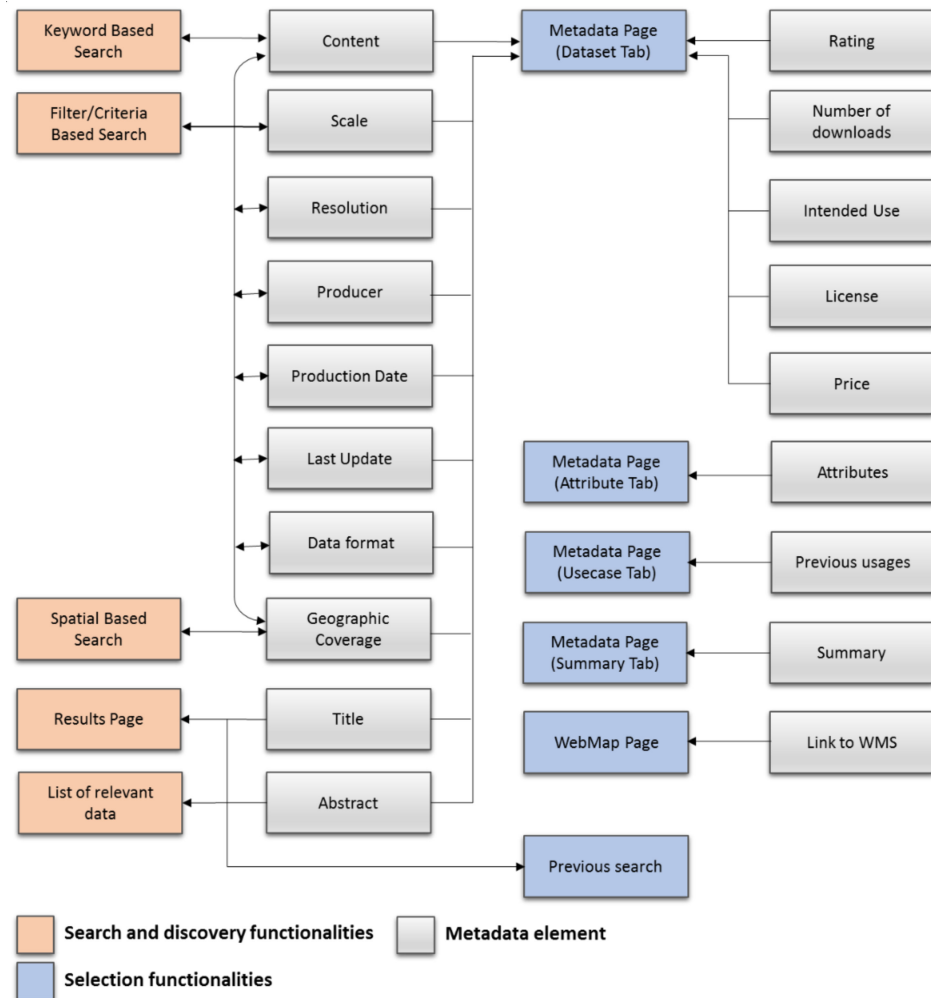 Keyword Based
Search
Content
Metadata Page
(Dataset Tab)
Rating
Filter/Criteria
Based Search
Scale
Number of
downloads
Resolution
Intended Use
Producer
License
Production Date
Price
Last Update
Metadata Page
(Attribute Tab)
Attributes
Data format
Metadata Page
(Usecase Tab)
Previous usages
Spatial Based
Search
Geographic
Coverage
Metadata Page
(Summary Tab)
Summary
Results Page
Title
WebMap Page
Link to WMS
List of relevant
data
Abstract
Previous search
Search and discovery functionalities
Metadata element
Selection functionalities